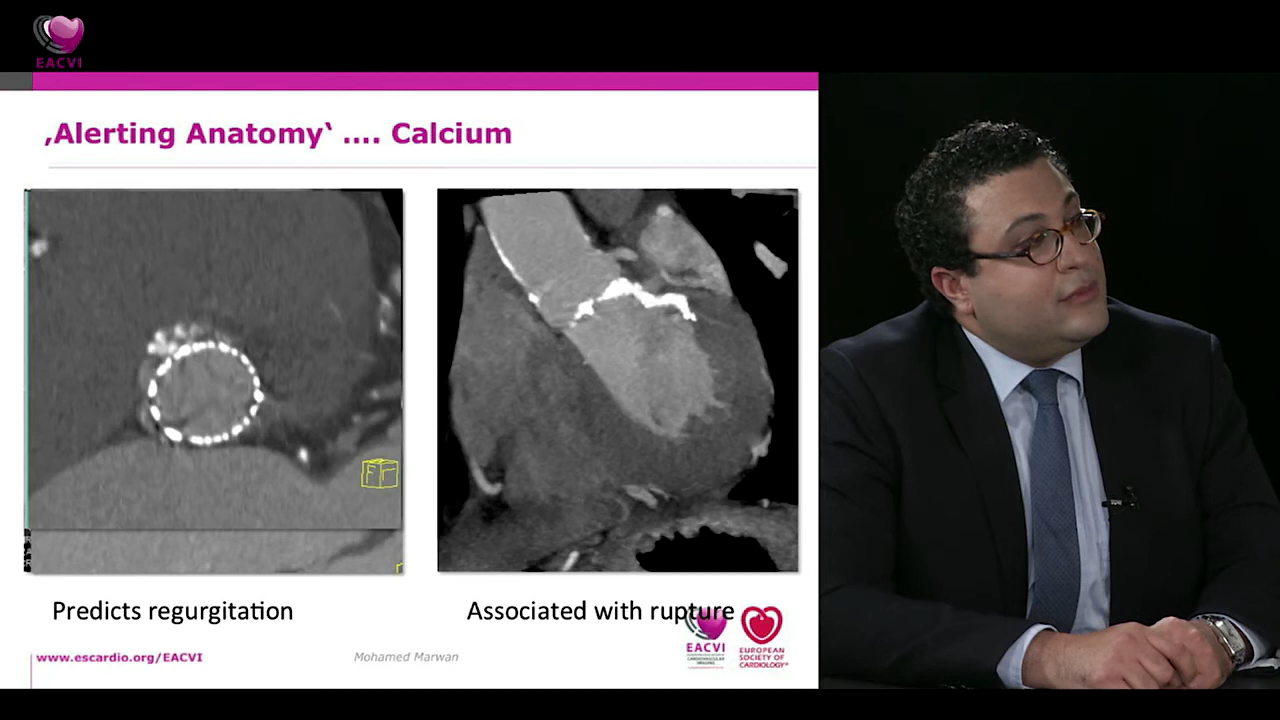 EACVI
‚Alerting Anatomy‘ .... Calcium
Predicts regurgitation
Associated with rupture
www.escardio.org/EACVI
Mohamed Marwan
EACVI
EUROPEAN
SOCIETY OF
CARDIOLOGY®